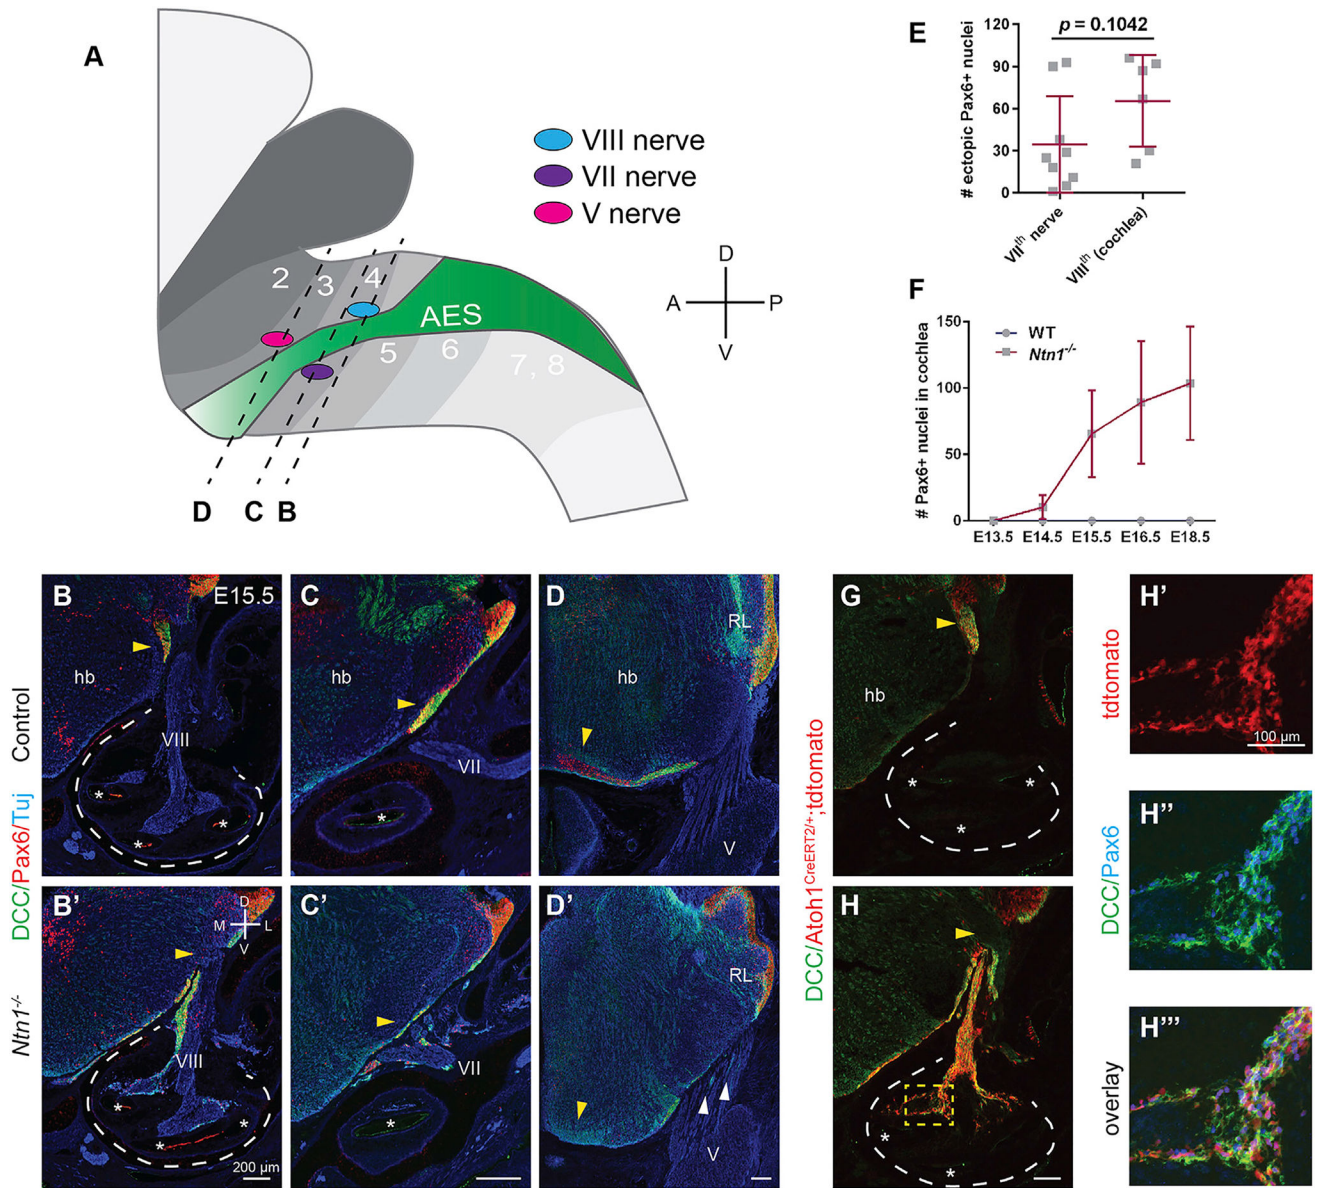 A
VIII nerve
VII nerve
V nerve
2
3
4
AES
5
6
7, 8
D
A
P
V
D
C
B
E
# ectopic Pax6+ nuclei
120
90
60
30
0
p = 0.1042
VIIth nerve
VIIIth (cochlea)
F
# Pax6+ nuclei in cochlea
150
100
50
0
WT
Ntn1-/-
E13.5
E14.5
E15.5
E16.5
E18.5
DCC/Pax6/Tuj
Control
Ntn1-/-
B
E15.5
hb
VIII
*
*
*
C
hb
VII
*
D
RL
hb
V
B’
D
M
L
V
VIII
*
*
*
200 µm
C’
VII
*
D’
RL
V
DCC/Atoh1CreERT2/+;tdtomato
G
hb
*
*
*
H
*
*
H’
tdtomato
100 µm
H’’
DCC/Pax6
H’’’
overlay